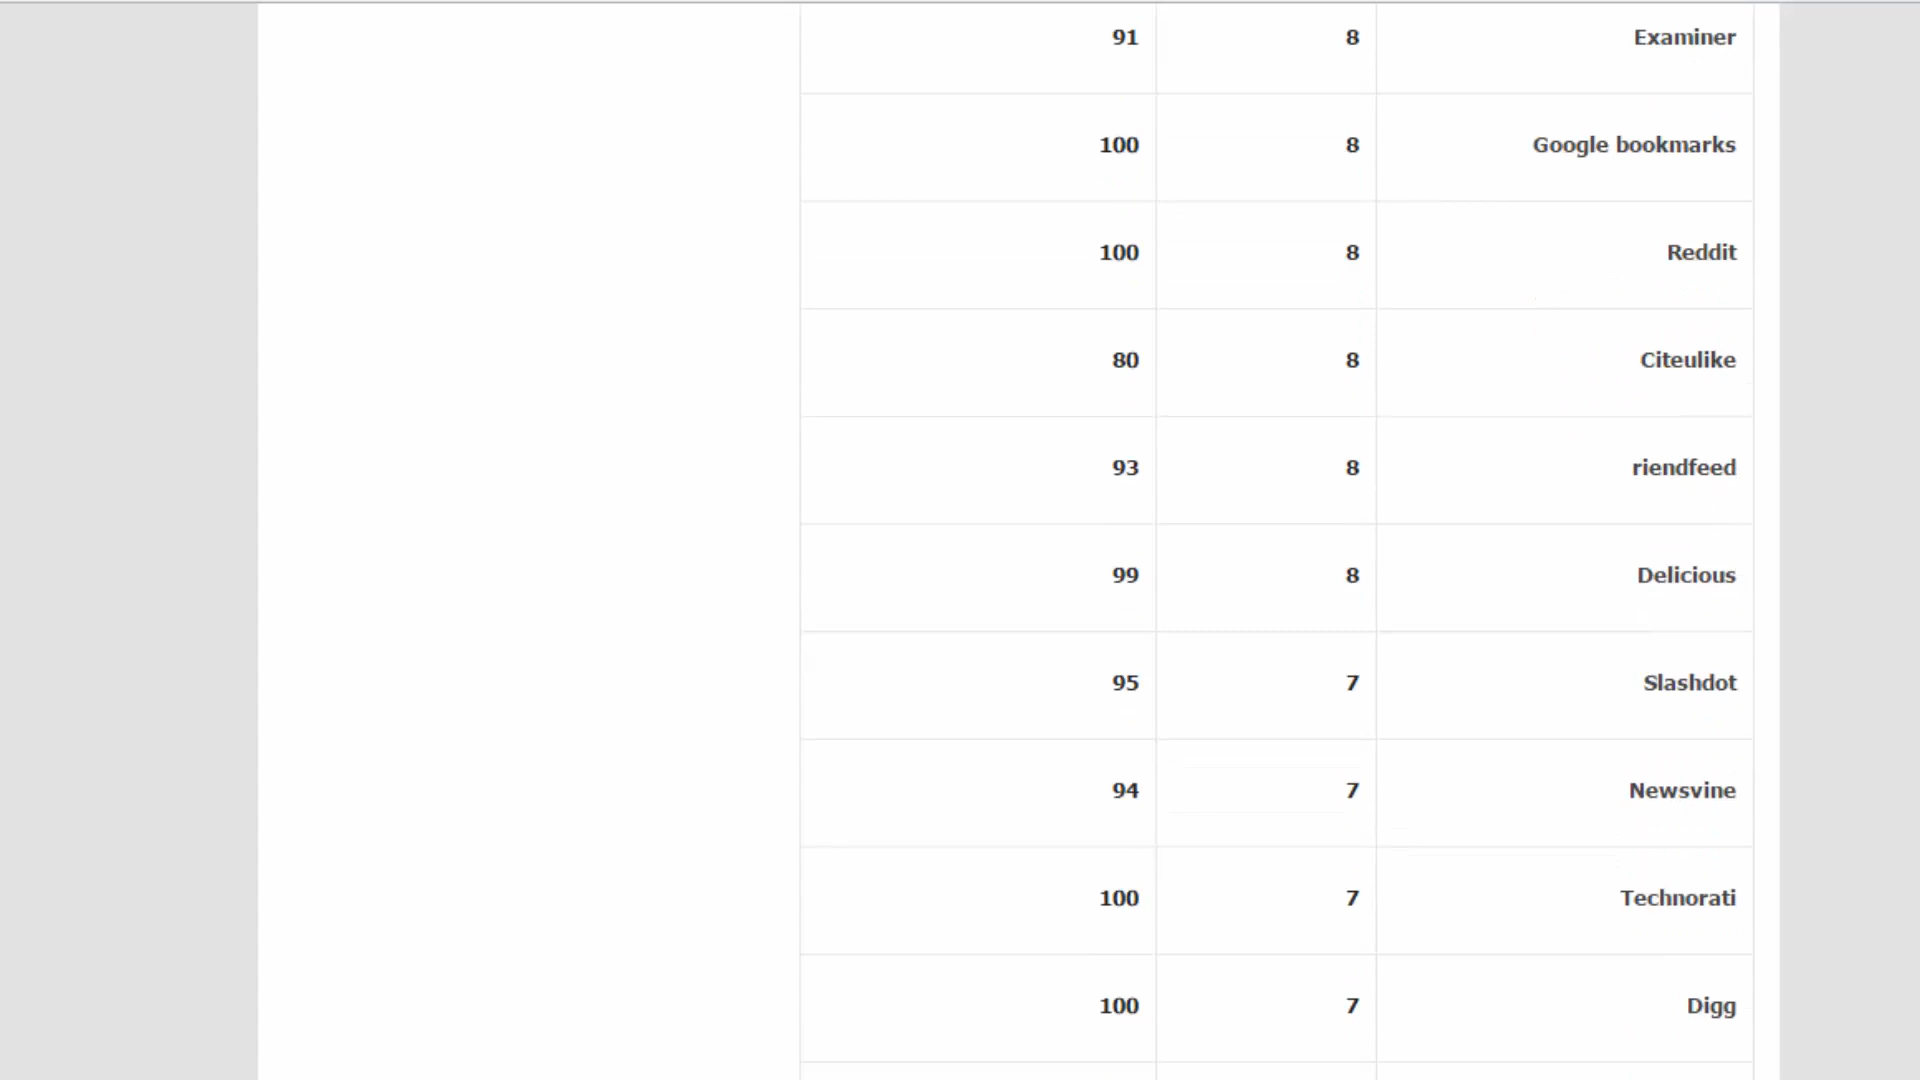 91 8 Examiner
100 8 Google bookmarks
100 8 Reddit
80 8 Citeulike
93 8 riendfeed
99 8 Delicious
95 7 Slashdot
94 7 Newsvine
100 7 Technorati
100 7 Digg